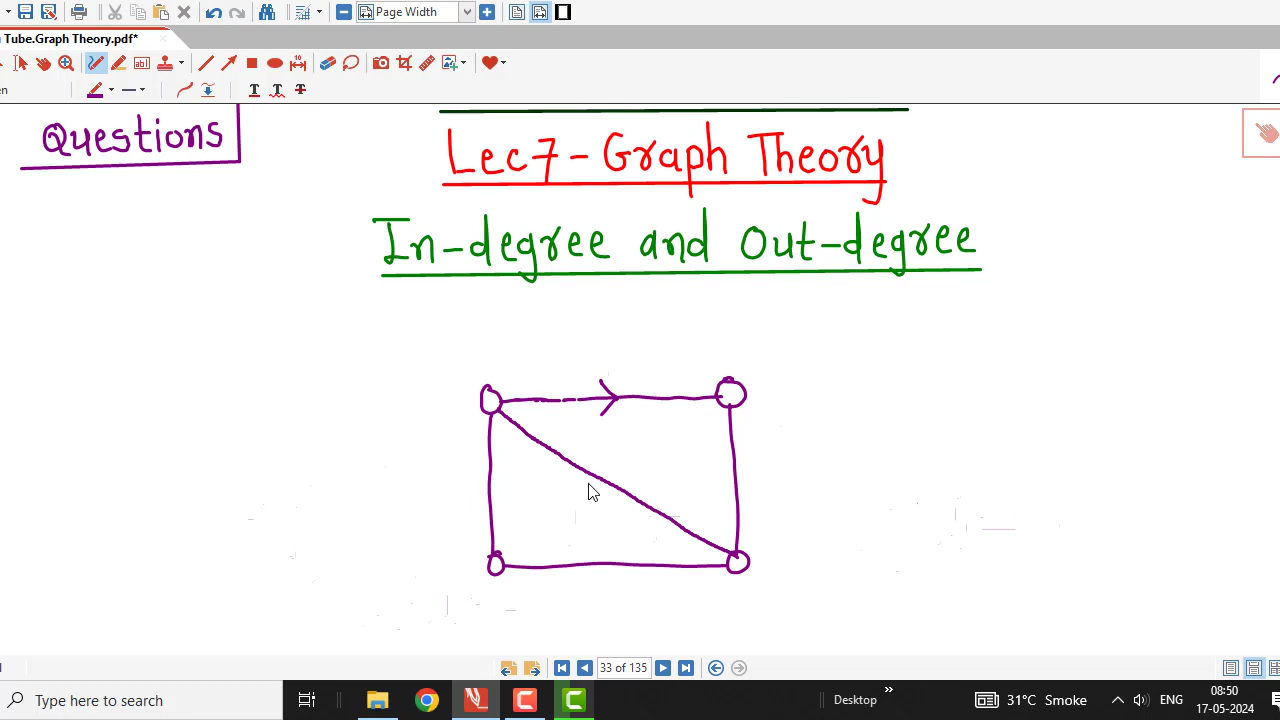 Page Width
Tube.Graph Theory.pdf*
Questions
Lec7-Graph Theory
In-degree and Out-degree
33 of 135
Type here to search
Desktop
31°C Smoke
ENG
08:50
17-05-2024